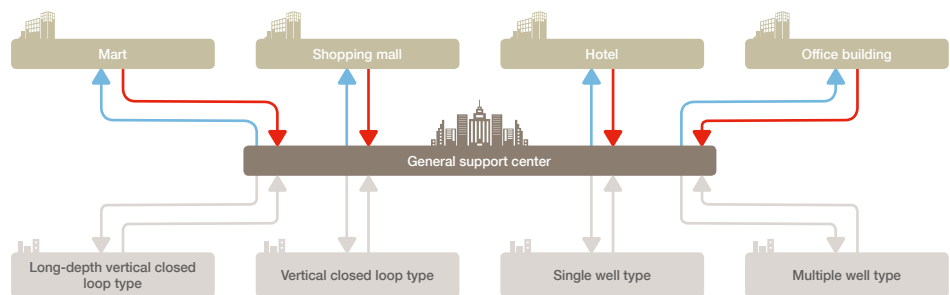 Mart
Shopping mall
Hotel
Office building
General support center
Long-depth vertical closed
loop type
Vertical closed loop type
Single well type
Multiple well type